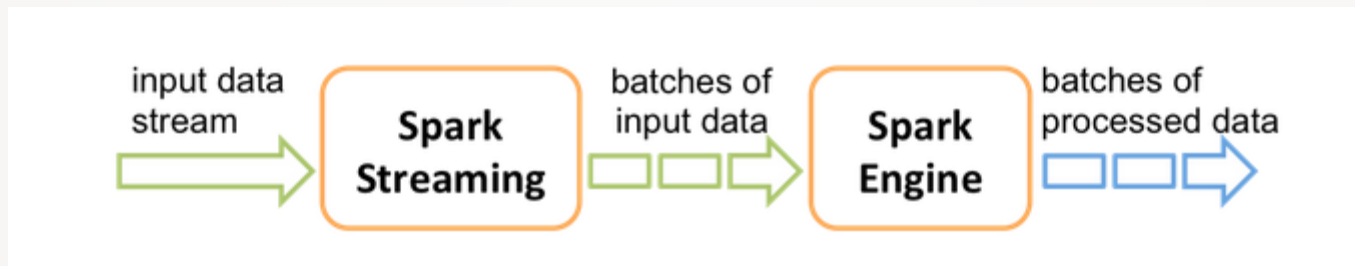 input data
stream
Spark
Streaming
batches of
input data
Spark
Engine
batches of
processed data